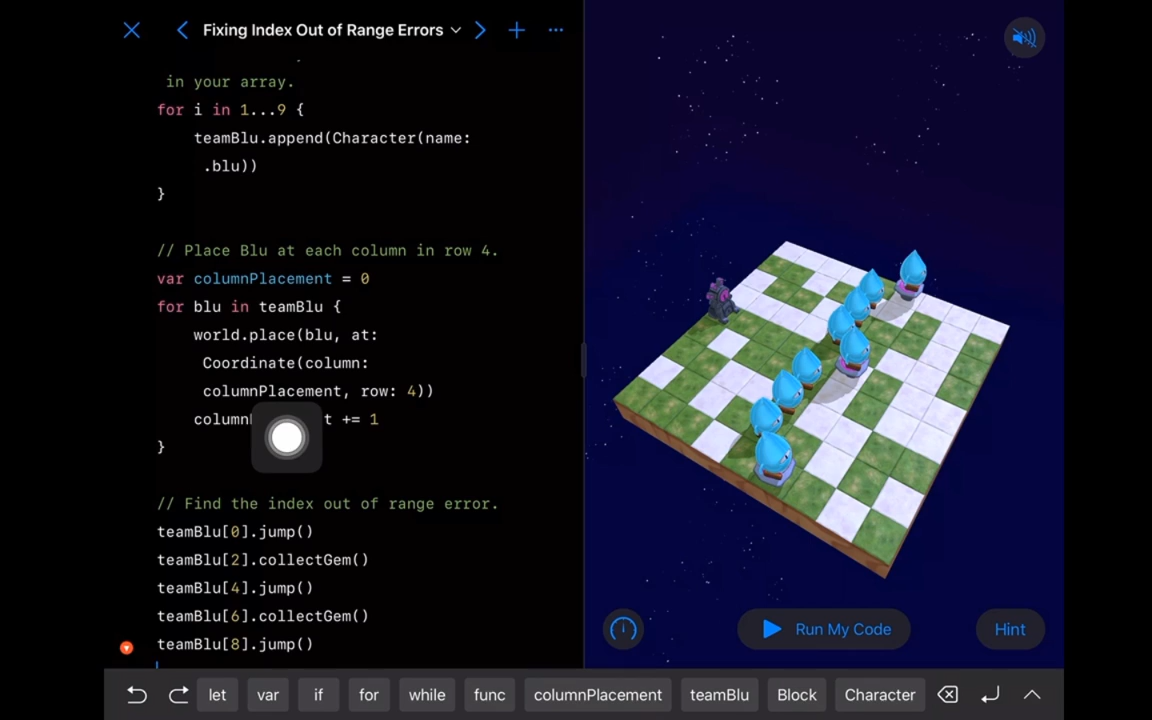 Fixing Index Out of Range Errors
in your array.
for i in 1...9 {
teamBlu.append(Character(name:
.blu))
}
// Place Blu at each column in row 4.
var columnPlacement = 0
for blu in teamBlu {
world.place(blu, at:
Coordinate(column:
columnPlacement, row: 4))
column t += 1
}
// Find the index out of range error.
teamBlu[0].jump()
teamBlu[2].collectGem()
teamBlu[4].jump()
teamBlu[6].collectGem()
teamBlu[8].jump()
Run My Code
Hint
let var if for while func columnPlacement teamBlu Block Character